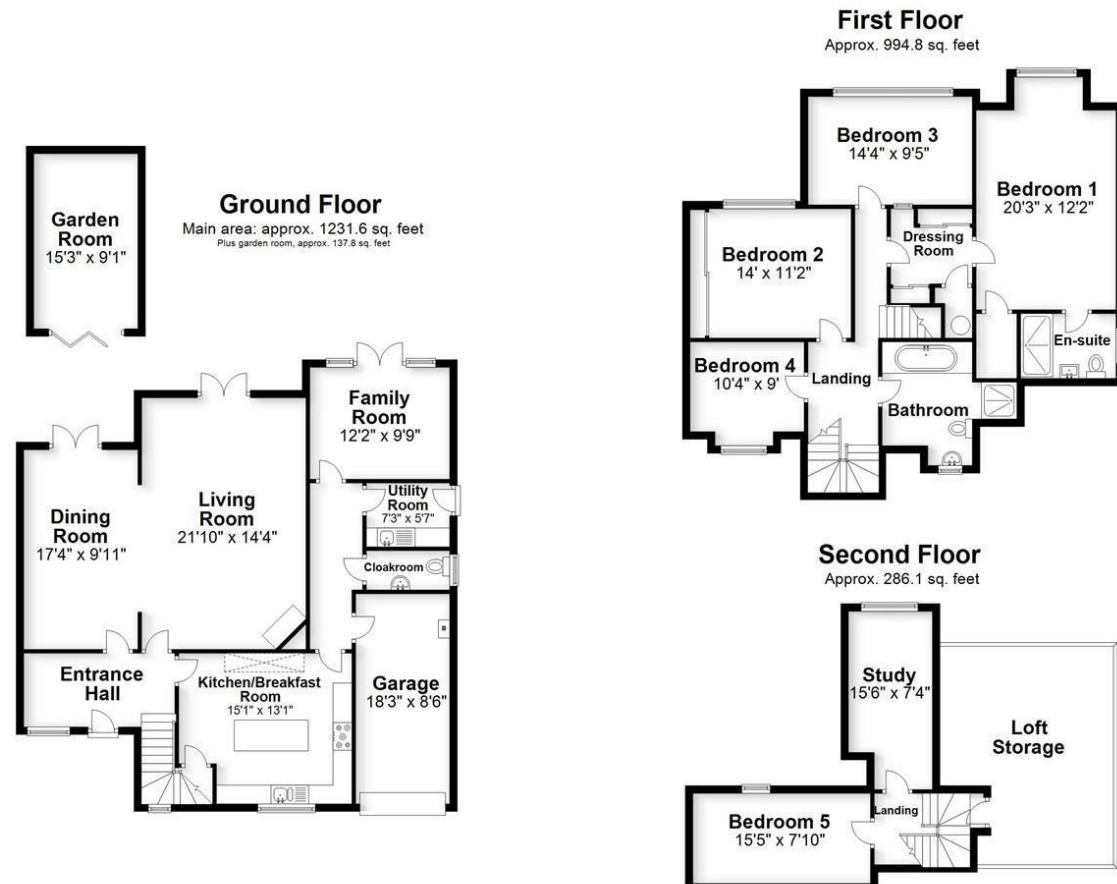 Ground Floor
Main area: approx. 1231.6 sq. feet
Plus garden room, approx. 137.8 sq. feet
Garden
Room
15'3" x 9'1"
Family
Room
12'2" x 9'9"
Living
Room
21'10" x 14'4"
Dining
Room
17'4" x 9'11"
Utility
Room
7'3" x 5'7"
Cloakroom
Entrance
Hall
Kitchen/Breakfast
Room
15'1" x 13'1"
Garage
18'3" x 8'6"
B
First Floor
Approx. 994.8 sq. feet
Bedroom 3
14'4" x 9'5"
Bedroom 1
20'3" x 12'2"
Bedroom 2
14' x 11'2"
Dressing
Room
En-suite
Bedroom 4
10'4" x 9'
Landing
Bathroom
Second Floor
Approx. 286.1 sq. feet
Study
15'6" x 7'4"
Loft
Storage
Landing
Bedroom 5
15'5" x 7'10"